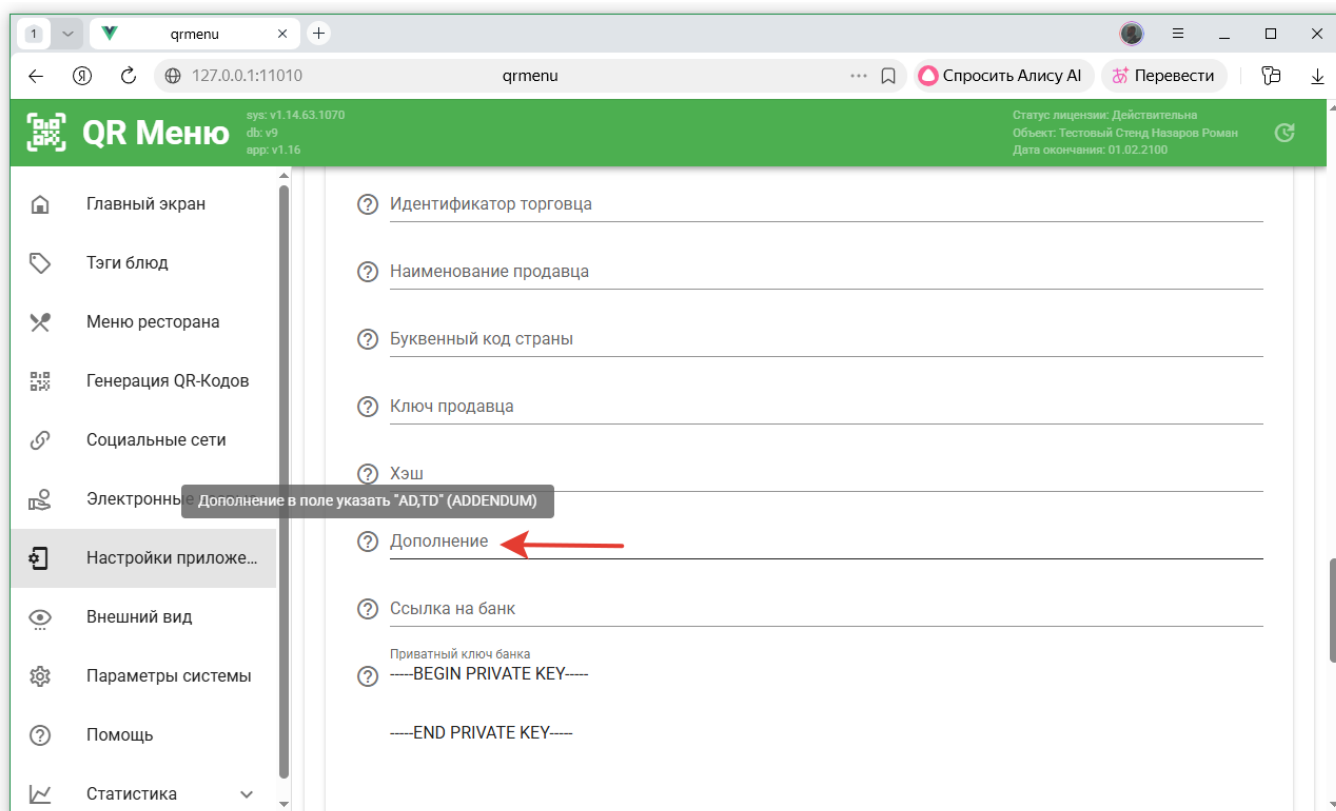 1
qrmenu
127.0.0.1:11010
qrmenu
Спросить Алису AI
Перевести
QR Меню
sys: v1.14.63.1070
db: v9
app: v1.16
Статус лицензии: Действительна
Объект: Тестовый Стенд Назаров Роман
Дата окончания: 01.02.2100
Главный экран
Тэги блюд
Меню ресторана
Генерация QR-Кодов
Социальные сети
Электронны
Настройки приложе...
Внешний вид
Параметры системы
Помощь
Статистика
Идентификатор торговца
Наименование продавца
Буквенный код страны
Ключ продавца
Хэш
Дополнение в поле указать "AD,TD" (ADDENDUM)
Дополнение
Ссылка на банк
Приватный ключ банка
-----BEGIN PRIVATE KEY-----
-----END PRIVATE KEY-----